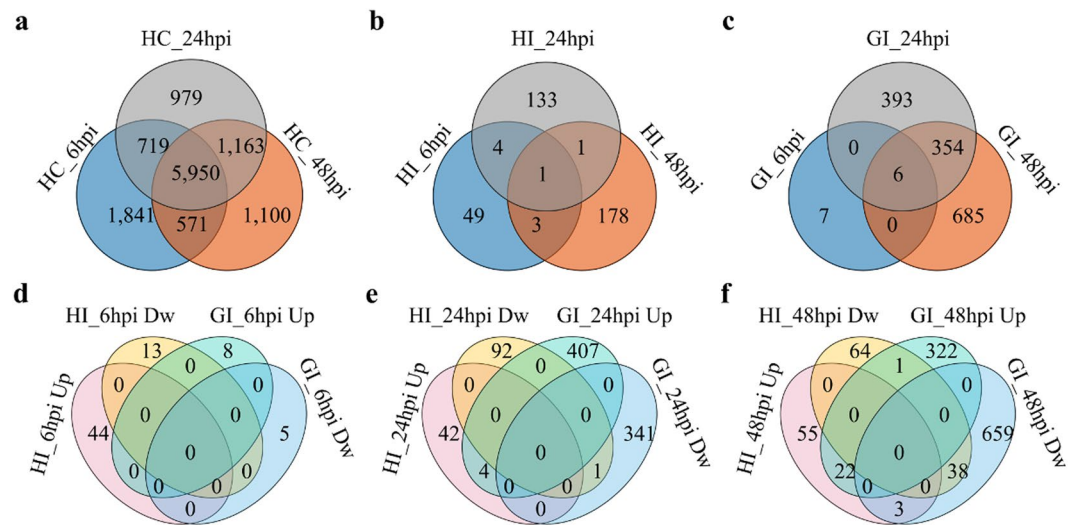 a
HC_24hpi
979
HC_6hpi
HC_48hpi
719
1,163
5,950
1,841
571
1,100
b
HI_24hpi
133
HI_6hpi
HI_48hpi
4
1
1
49
3
178
c
GI_24hpi
393
GI_6hpi
GI_48hpi
0
354
6
7
0
685
d
HI_6hpi Dw
GI_6hpi Up
HI_6hpi Up
GI_6hpi Dw
13
8
0
0
0
0
0
44
5
0
0
0
0
0
0
e
HI_24hpi Dw
GI_24hpi Up
HI_24hpi Up
GI_24hpi Dw
92
407
0
0
0
0
0
42
341
0
4
1
0
0
0
f
HI_48hpi Dw
GI_48hpi Up
HI_48hpi Up
GI_48hpi Dw
64
322
1
0
0
0
0
55
659
0
22
38
0
0
3